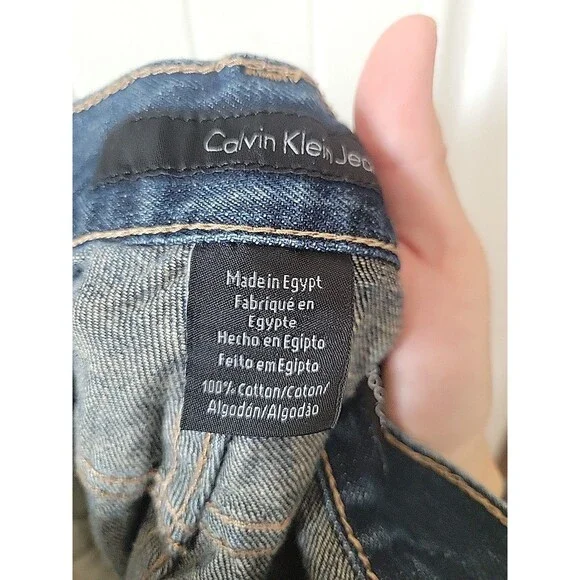 Calvin Klein Jea
Made in Egypt
Fabriqué en
Egypte
Hecho en Egipto
Feito em Egipto
100% Cotton/Coton/
Algodón/Algodão